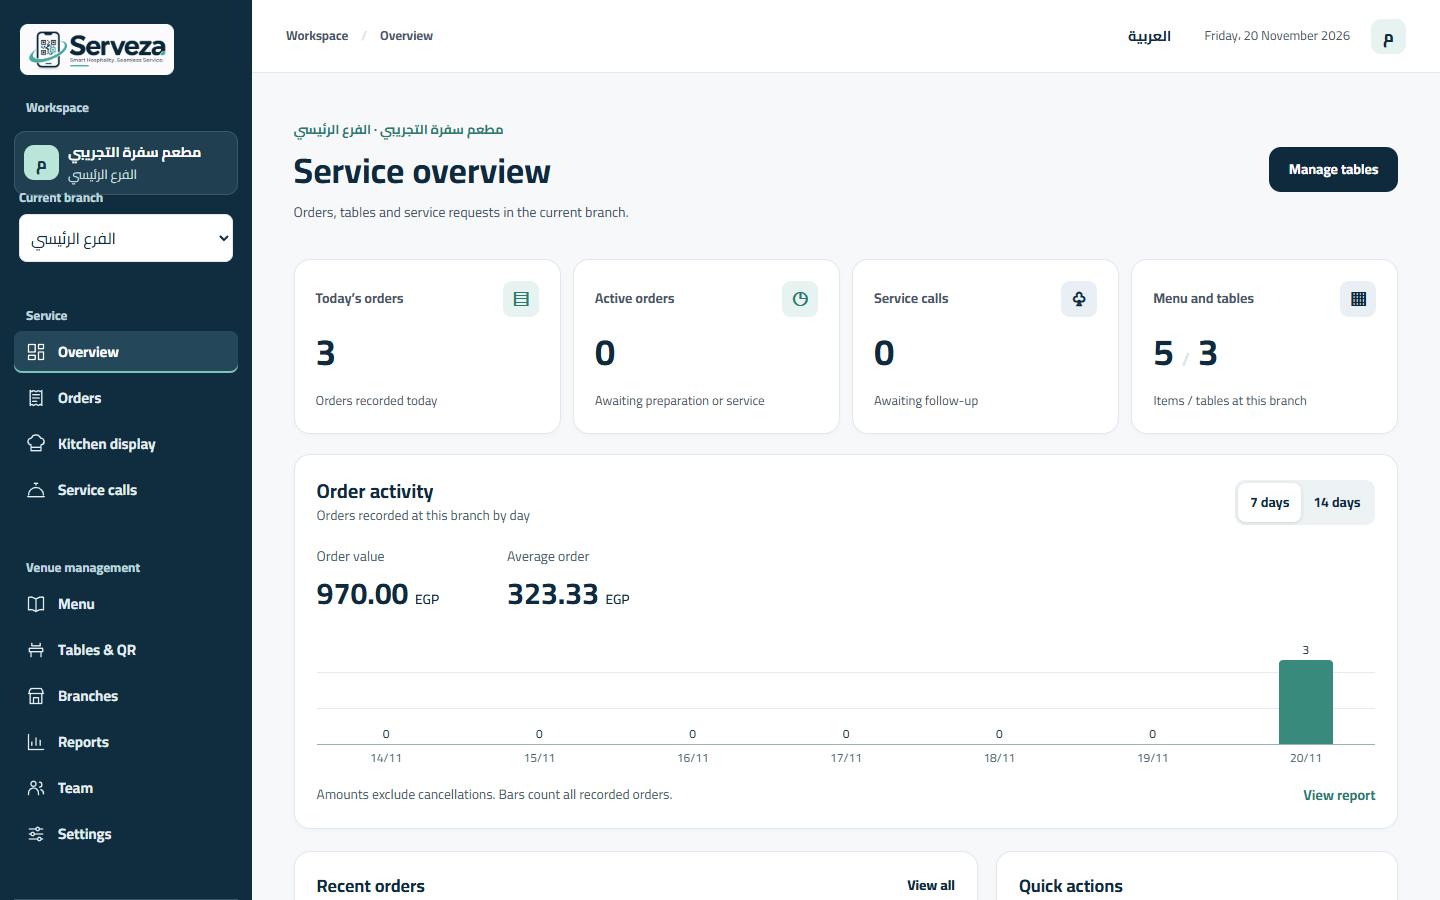 Serveza
Smart Hospitality. Seamless Service.
Workspace
م
مطعم سفرة التجريبي
الفرع الرئيسي
Current branch
الفرع الرئيسي
Service
Overview
Orders
Kitchen display
Service calls
Venue management
Menu
Tables & QR
Branches
Reports
Team
Settings
Workspace / Overview
العربية
Friday، 20 November 2026
م
مطعم سفرة التجريبي · الفرع الرئيسي
Service overview
Orders, tables and service requests in the current branch.
Manage tables
Today’s orders
3
Orders recorded today
Active orders
0
Awaiting preparation or service
Service calls
0
Awaiting follow-up
Menu and tables
5 / 3
Items / tables at this branch
Order activity
Orders recorded at this branch by day
7 days
14 days
Order value
970.00 EGP
Average order
323.33 EGP
0 0 0 0 0 0 3
14/11 15/11 16/11 17/11 18/11 19/11 20/11
Amounts exclude cancellations. Bars count all recorded orders.
View report
Recent orders
View all
Quick actions